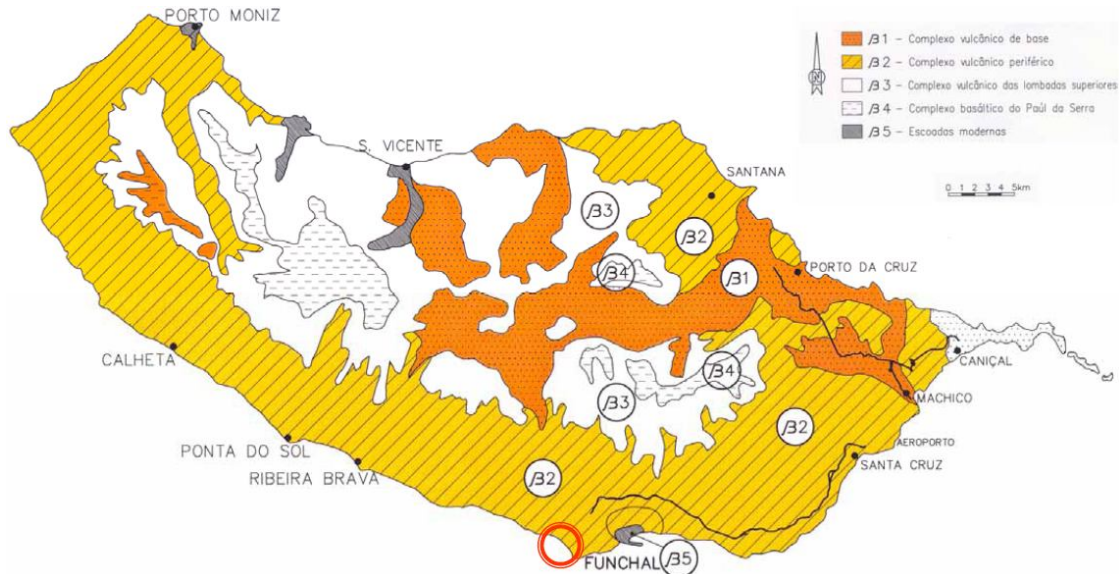 PORTO MONIZ
β1 – Complexo vulcânico de base
β2 – Complexo vulcânico periférico
β3 – Complexo vulcânico das lombadas superiores
β4 – Complexo basáltico do Paúl da Serra
β5 – Escoadas modernas
N
S. VICENTE
SANTANA
0 1 2 3 4 5km
β3
β2
β4
β1
PORTO DA CRUZ
CALHETA
β4
CANIÇAL
β3
MACHICO
β2
AEROPORTO
PONTA DO SOL
SANTA CRUZ
RIBEIRA BRAVA
β2
FUNCHAL
β5